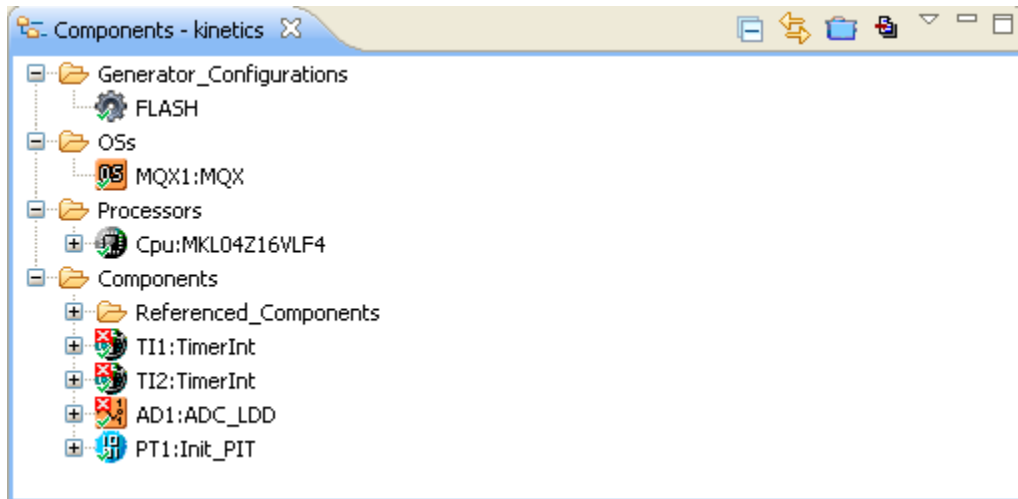 Components - kinetics
Generator_Configurations
FLASH
OSs
MQX1:MQX
Processors
Cpu:MKL04Z16VLF4
Components
Referenced_Components
TI1:TimerInt
TI2:TimerInt
AD1:ADC_LDD
PT1:Init_PIT